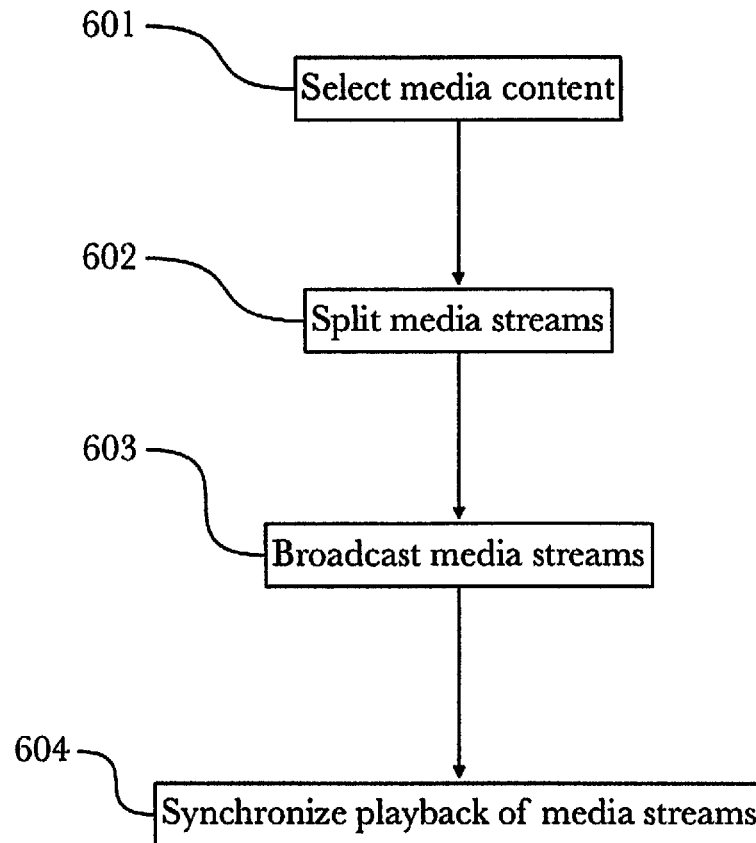 601
Select media content
602
Split media streams
603
Broadcast media streams
604
Synchronize playback of media streams